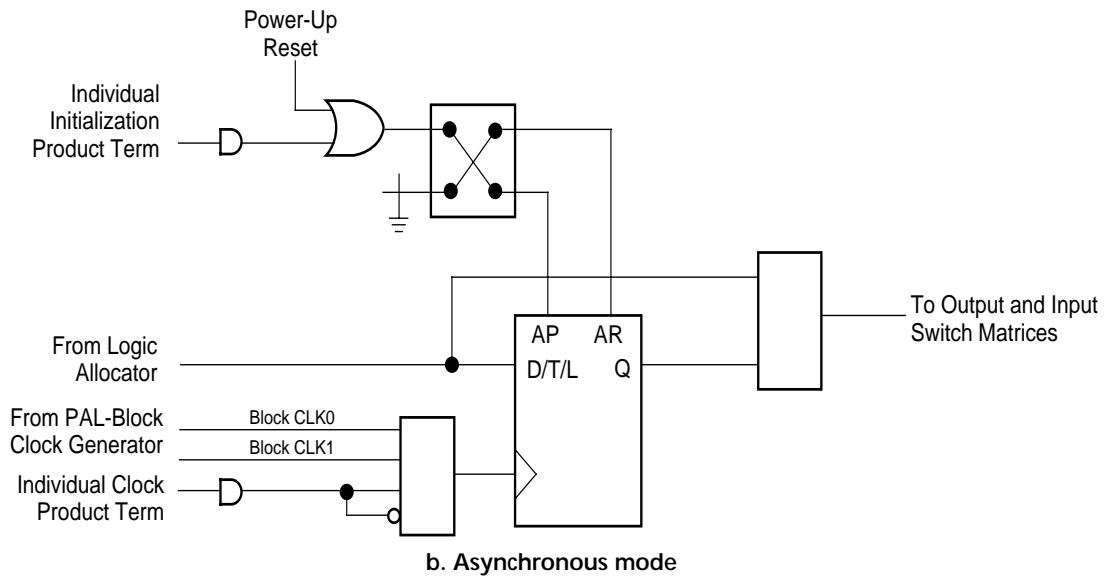 Power-Up
Reset
Individual
Initialization
Product Term
AP AR
D/T/L Q
To Output and Input
Switch Matrices
From Logic
Allocator
From PAL-Block
Clock Generator
Block CLK0
Block CLK1
Individual Clock
Product Term
b. Asynchronous mode